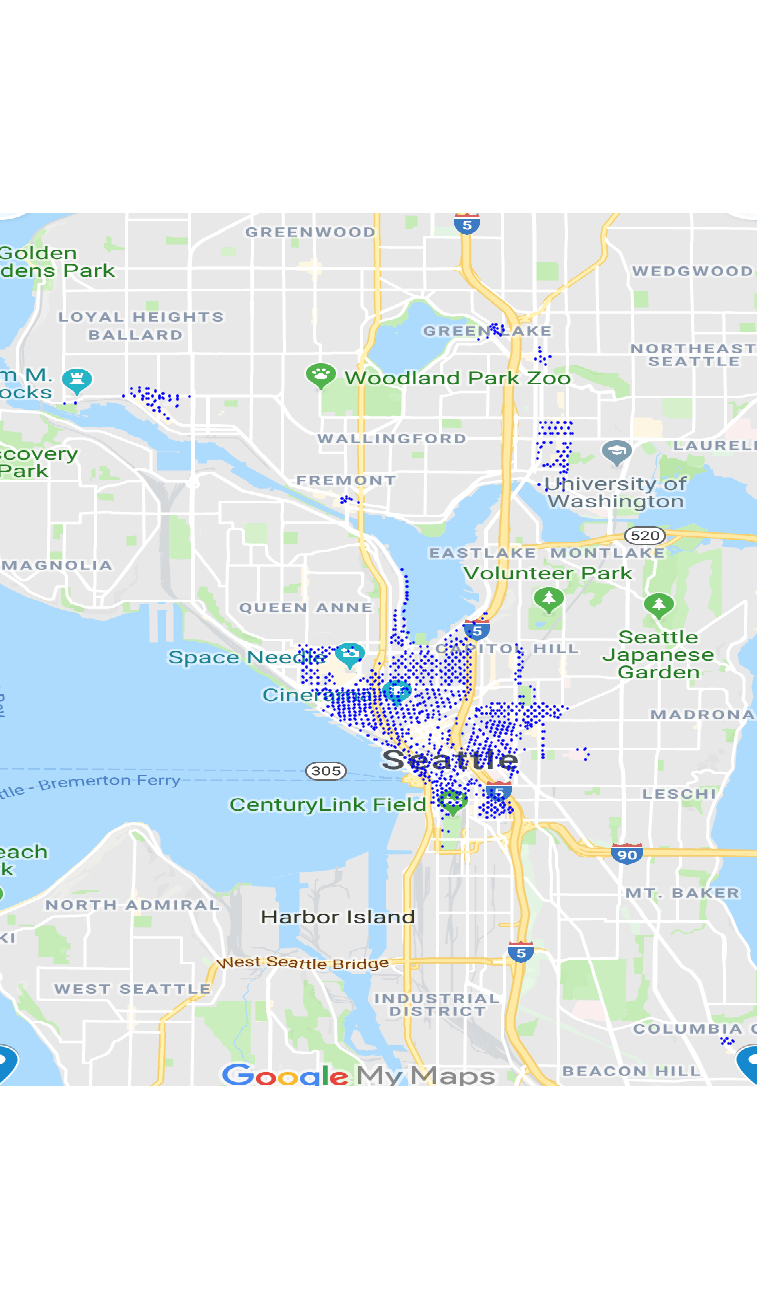 GREENWOOD
5
Golden
dens Park
WEDGWOOD
LOYAL HEIGHTS
BALLARD
GREEN LAKE
NORTHEAST
SEATTLE
m M.
ocks
Woodland Park Zoo
WALLINGFORD
LAUREL
scovery
Park
FREMONT
University of
Washington
520
EASTLAKE
MONTLAKE
MAGNOLIA
Volunteer Park
QUEEN ANNE
5
CAPITOL HILL
Seattle
Japanese
Garden
Space Needle
Cinerama
MADRONA
Seattle
305
ttle - Bremerton Ferry
5
LESCHI
CenturyLink Field
each
k
90
MT. BAKER
NORTH ADMIRAL
Harbor Island
KI
5
West Seattle Bridge
WEST SEATTLE
INDUSTRIAL
DISTRICT
COLUMBIA C
BEACON HILL
Google My Maps